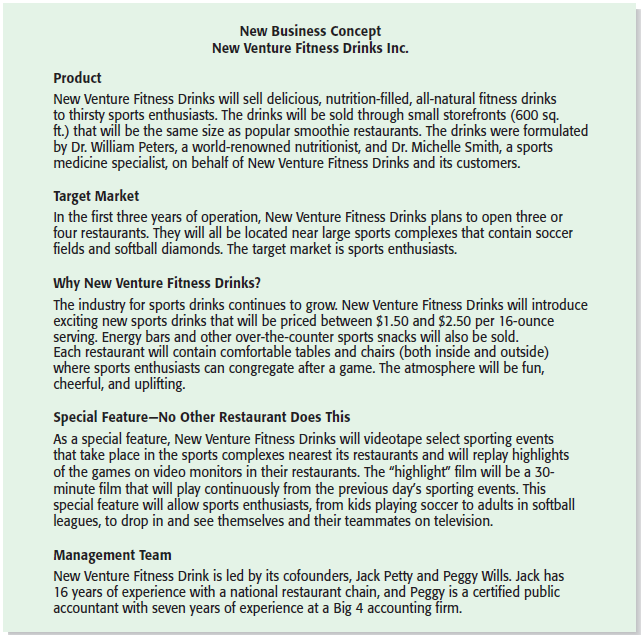 New Business Concept
New Venture Fitness Drinks Inc.
Product
New Venture Fitness Drinks will sell delicious, nutrition-filled, all-natural fitness drinks
to thirsty sports enthusiasts. The drinks will be sold through small storefronts (600 sq.
ft.) that will be the same size as popular smoothie restaurants. The drinks were formulated
by Dr. William Peters, a world-renowned nutritionist, and Dr. Michelle Smith, a sports
medicine specialist, on behalf of New Venture Fitness Drinks and its customers.
Target Market
In the first three years of operation, New Venture Fitness Drinks plans to open three or
four restaurants. They will all be located near large sports complexes that contain soccer
fields and softball diamonds. The target market is sports enthusiasts.
Why New Venture Fitness Drinks?
The industry for sports drinks continues to grow. New Venture Fitness Drinks will introduce
exciting new sports drinks that will be priced between $1.50 and $2.50 per 16-ounce
serving. Energy bars and other over-the-counter sports snacks will also be sold.
Each restaurant will contain comfortable tables and chairs (both inside and outside)
where sports enthusiasts can congregate after a game. The atmosphere will be fun,
cheerful, and uplifting.
Special Feature—No Other Restaurant Does This
As a special feature, New Venture Fitness Drinks will videotape select sporting events
that take place in the sports complexes nearest its restaurants and will replay highlights
of the games on video monitors in their restaurants. The “highlight” film will be a 30-
minute film that will play continuously from the previous day’s sporting events. This
special feature will allow sports enthusiasts, from kids playing soccer to adults in softball
leagues, to drop in and see themselves and their teammates on television.
Management Team
New Venture Fitness Drink is led by its cofounders, Jack Petty and Peggy Wills. Jack has
16 years of experience with a national restaurant chain, and Peggy is a certified public
accountant with seven years of experience at a Big 4 accounting firm.